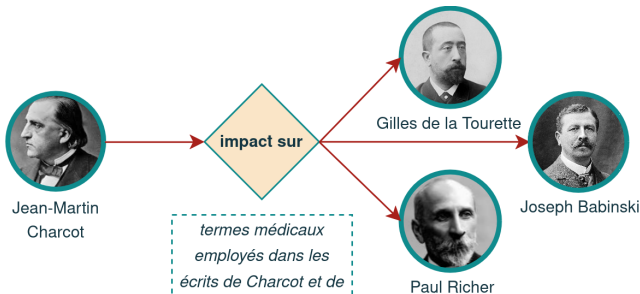 Gilles de la Tourette
impact sur
Jean-Martin
Charcot
Joseph Babinski
termes médicaux
employés dans les
écrits de Charcot et de
Paul Richer